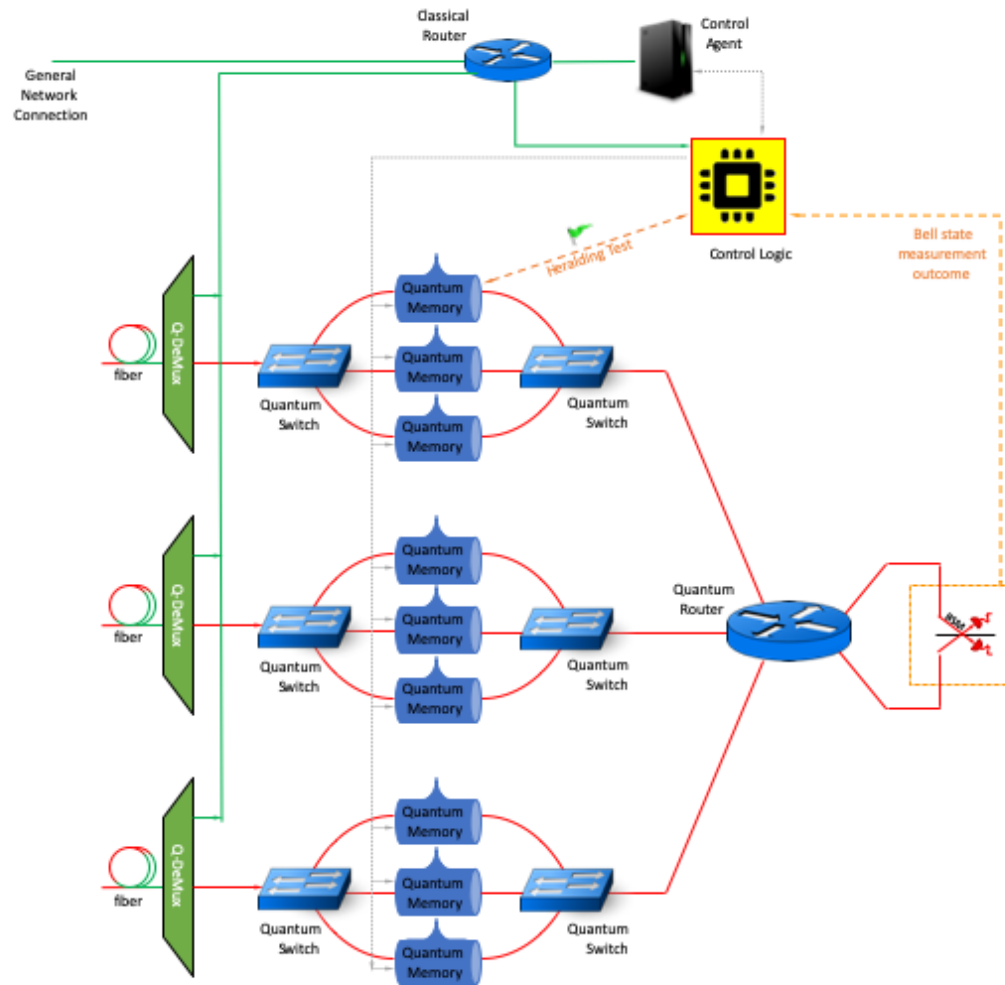 Classical
Router
Control
Agent
General
Network
Connection
Control Logic
Bell state
measurement
outcome
Heralding Test
Quantum
Memory
Quantum
Memory
Quantum
Memory
Q-DeMux
fiber
Quantum
Switch
Quantum
Switch
Quantum
Memory
Quantum
Memory
Quantum
Memory
Q-DeMux
fiber
Quantum
Switch
Quantum
Switch
Quantum
Router
BSM
Quantum
Memory
Quantum
Memory
Quantum
Memory
Q-DeMux
fiber
Quantum
Switch
Quantum
Switch